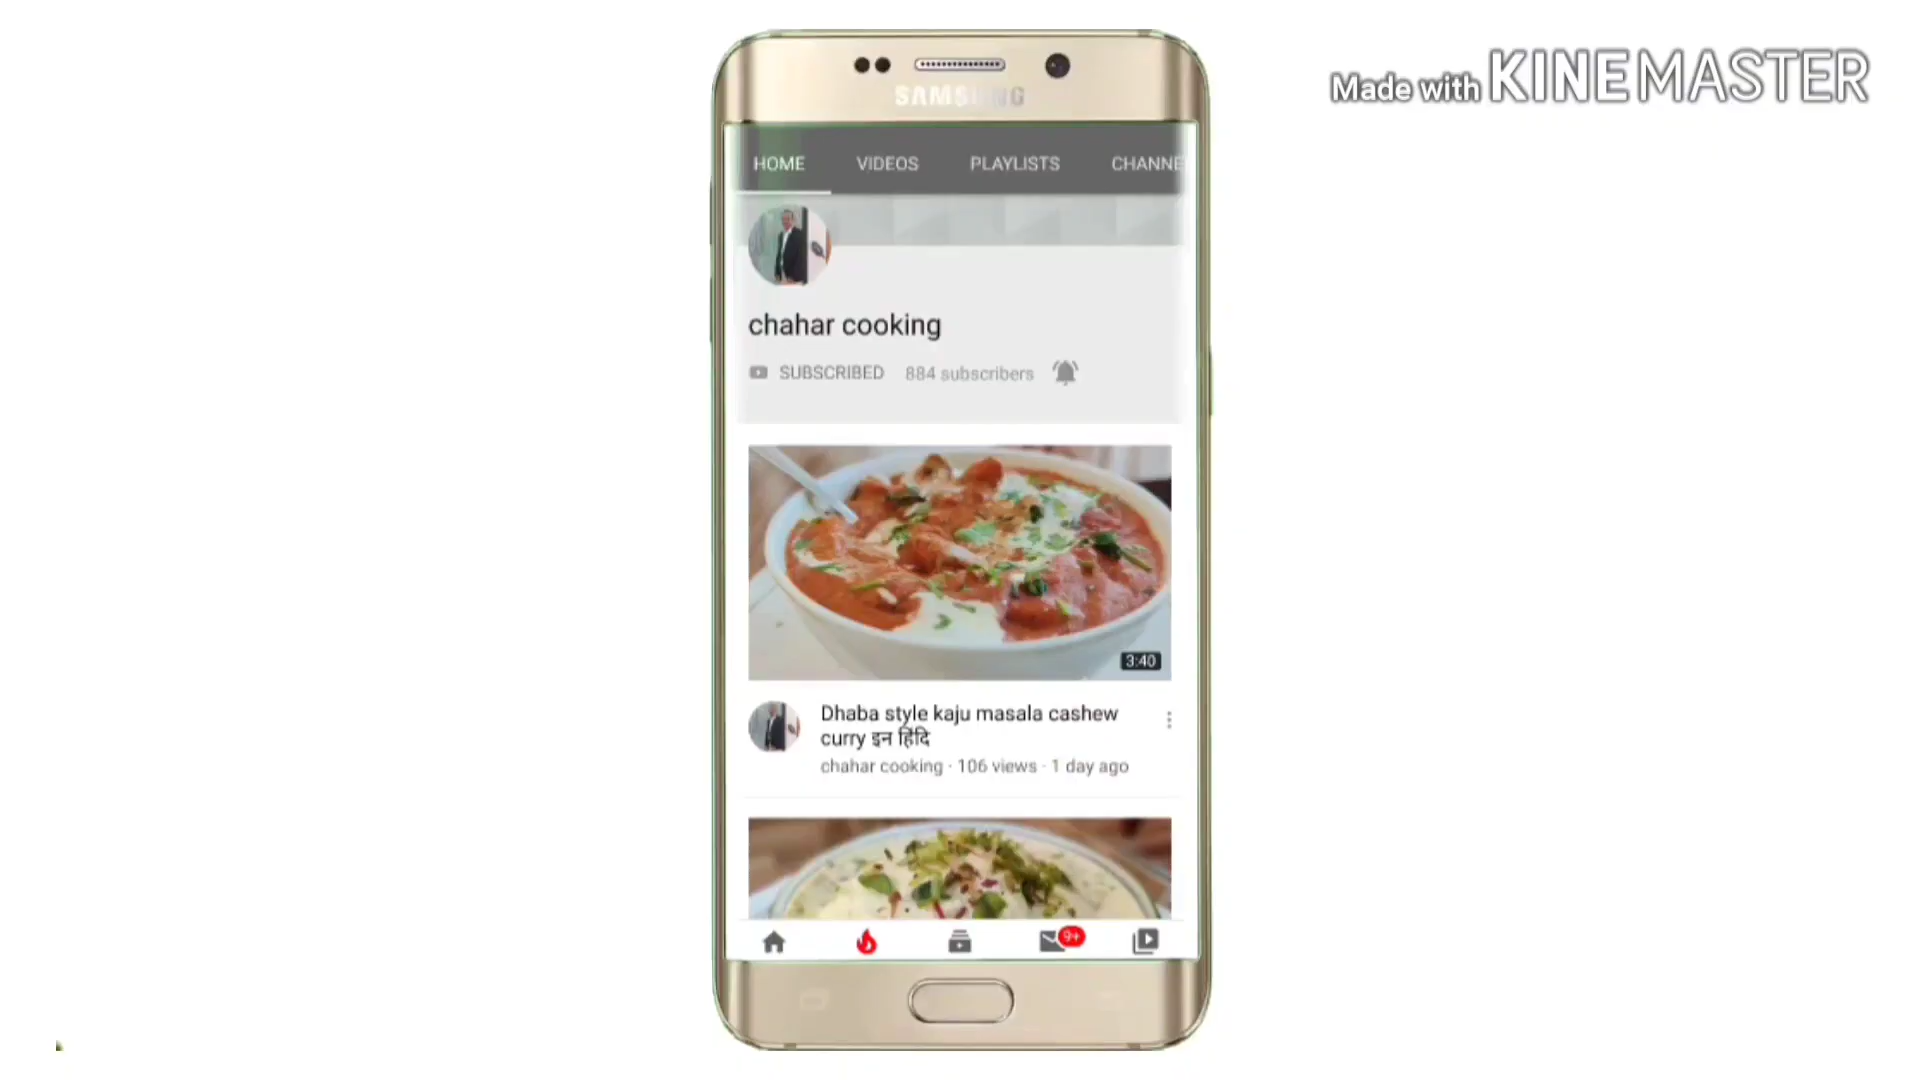 Made with KINEMASTER
SAMSUNG
HOME VIDEOS PLAYLISTS CHANNE
chahar cooking
SUBSCRIBED 884 subscribers
3:40
Dhaba style kaju masala cashew
curry इन हिंदि
chahar cooking · 106 views · 1 day ago
9+